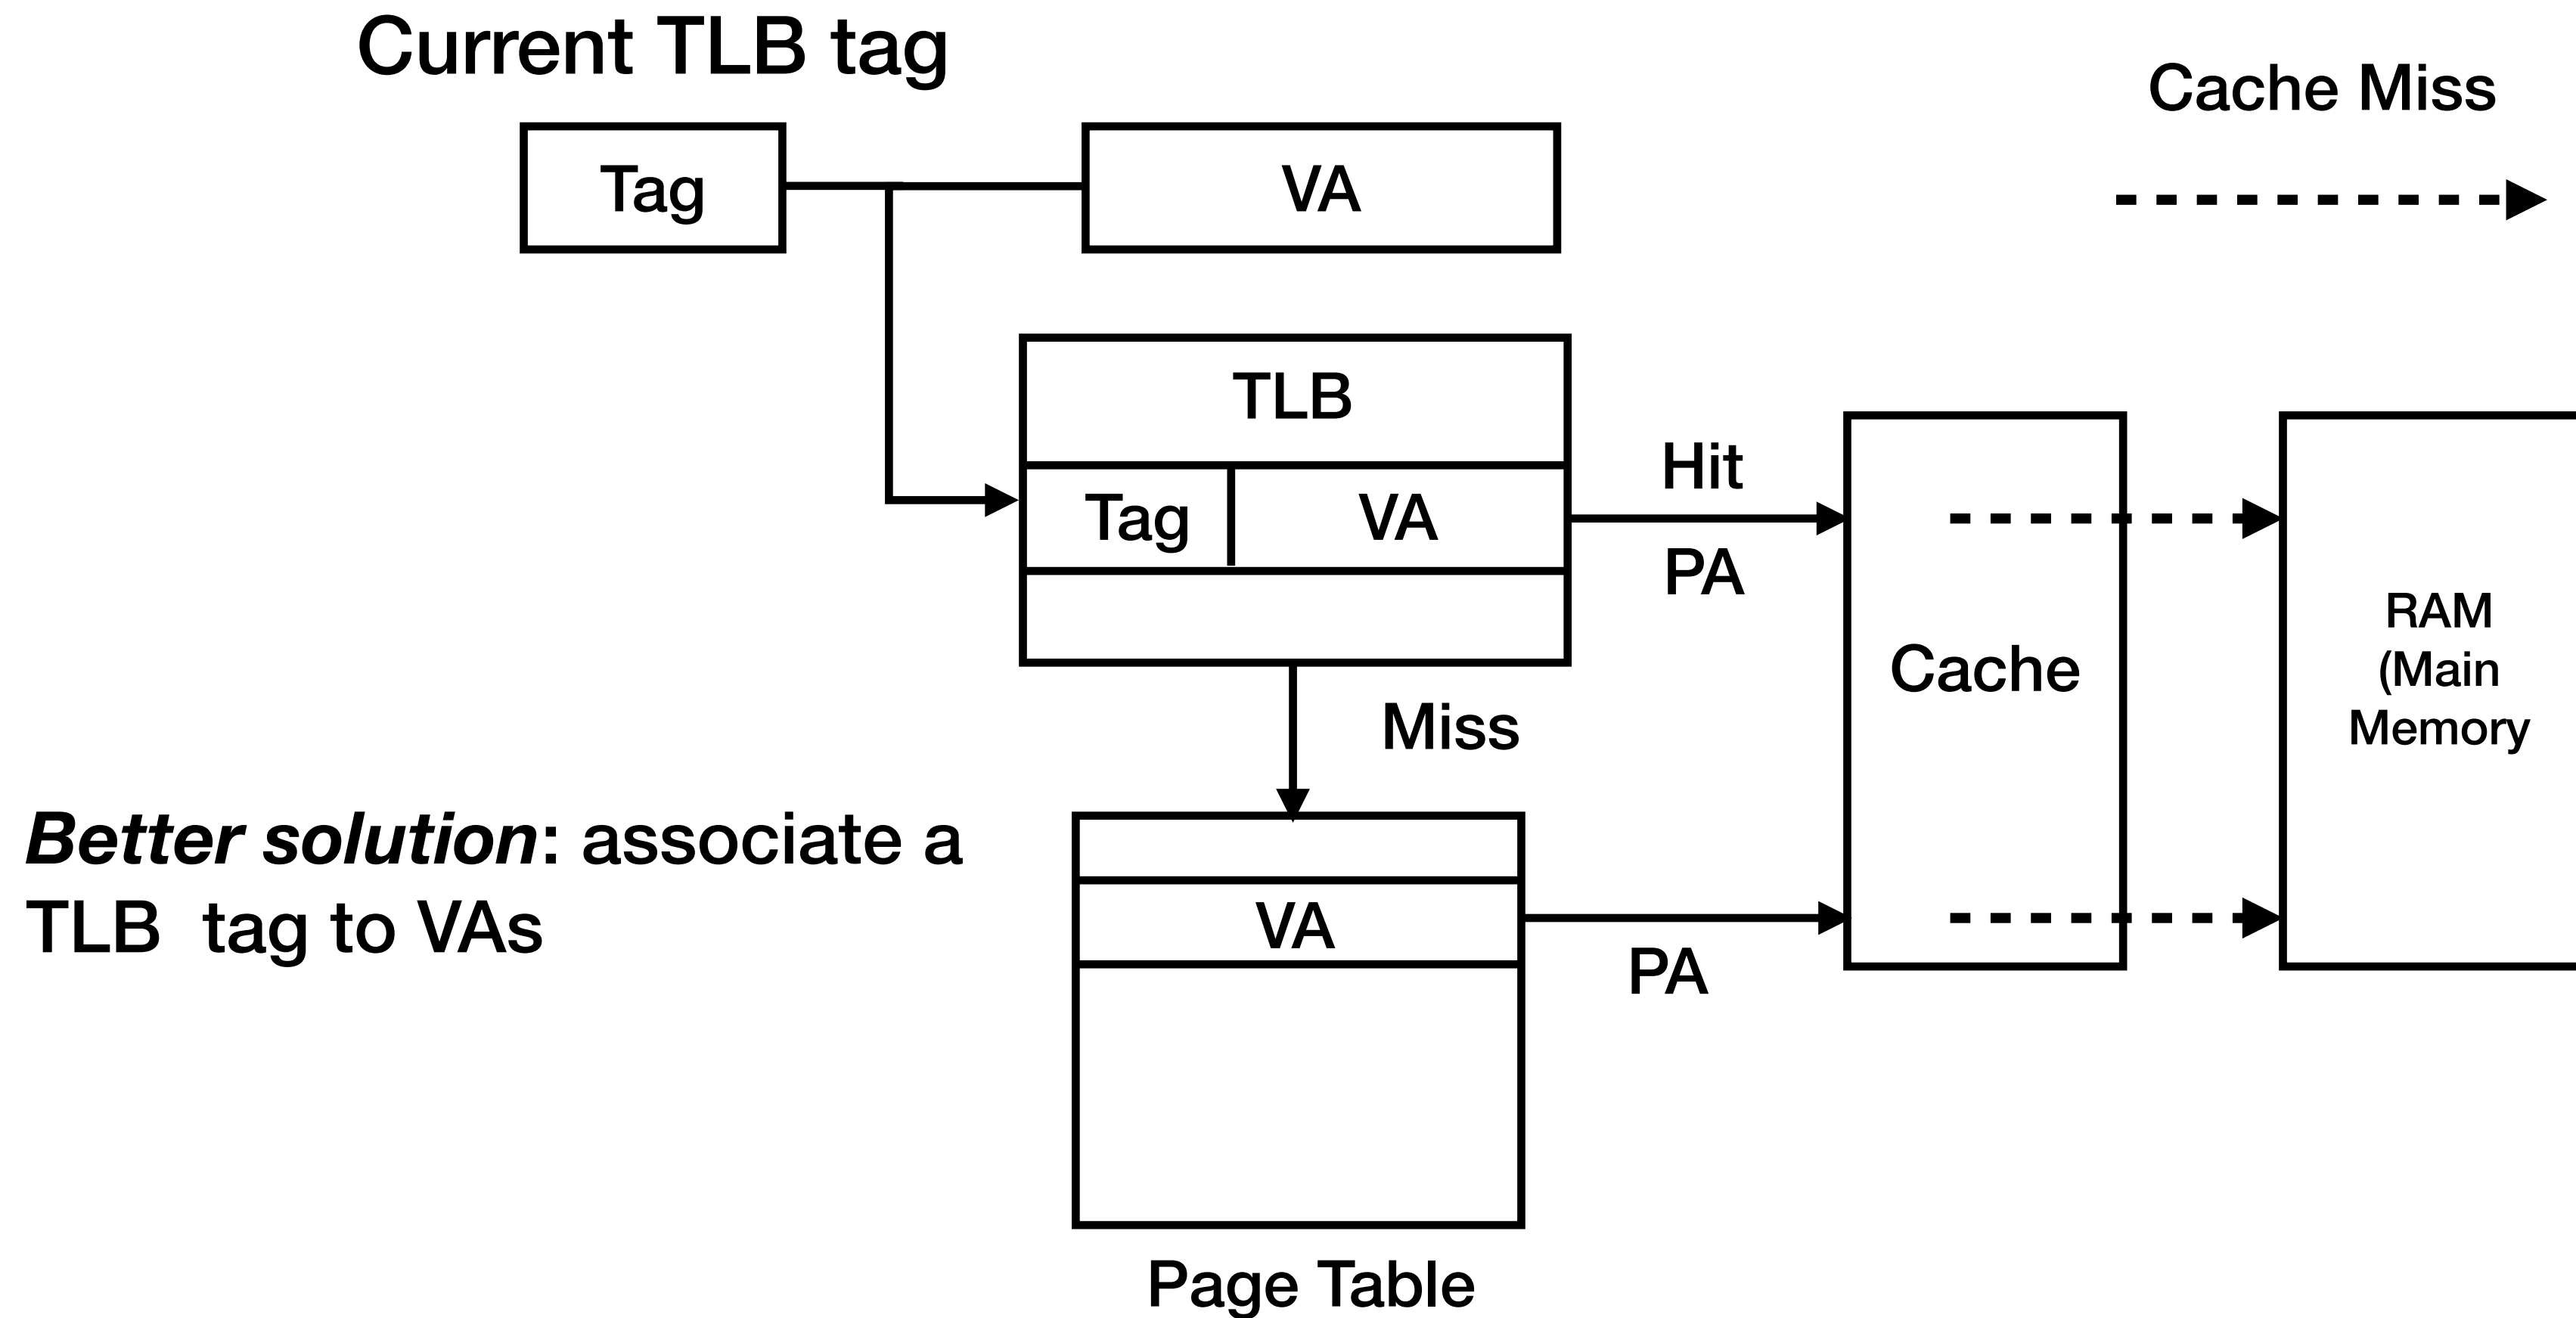 Current TLB tag
Cache Miss
Tag
VA
TLB
Tag
VA
Hit
PA
Miss
Cache
RAM
(Main
Memory
Better solution: associate a
TLB  tag to VAs
VA
PA
Page Table